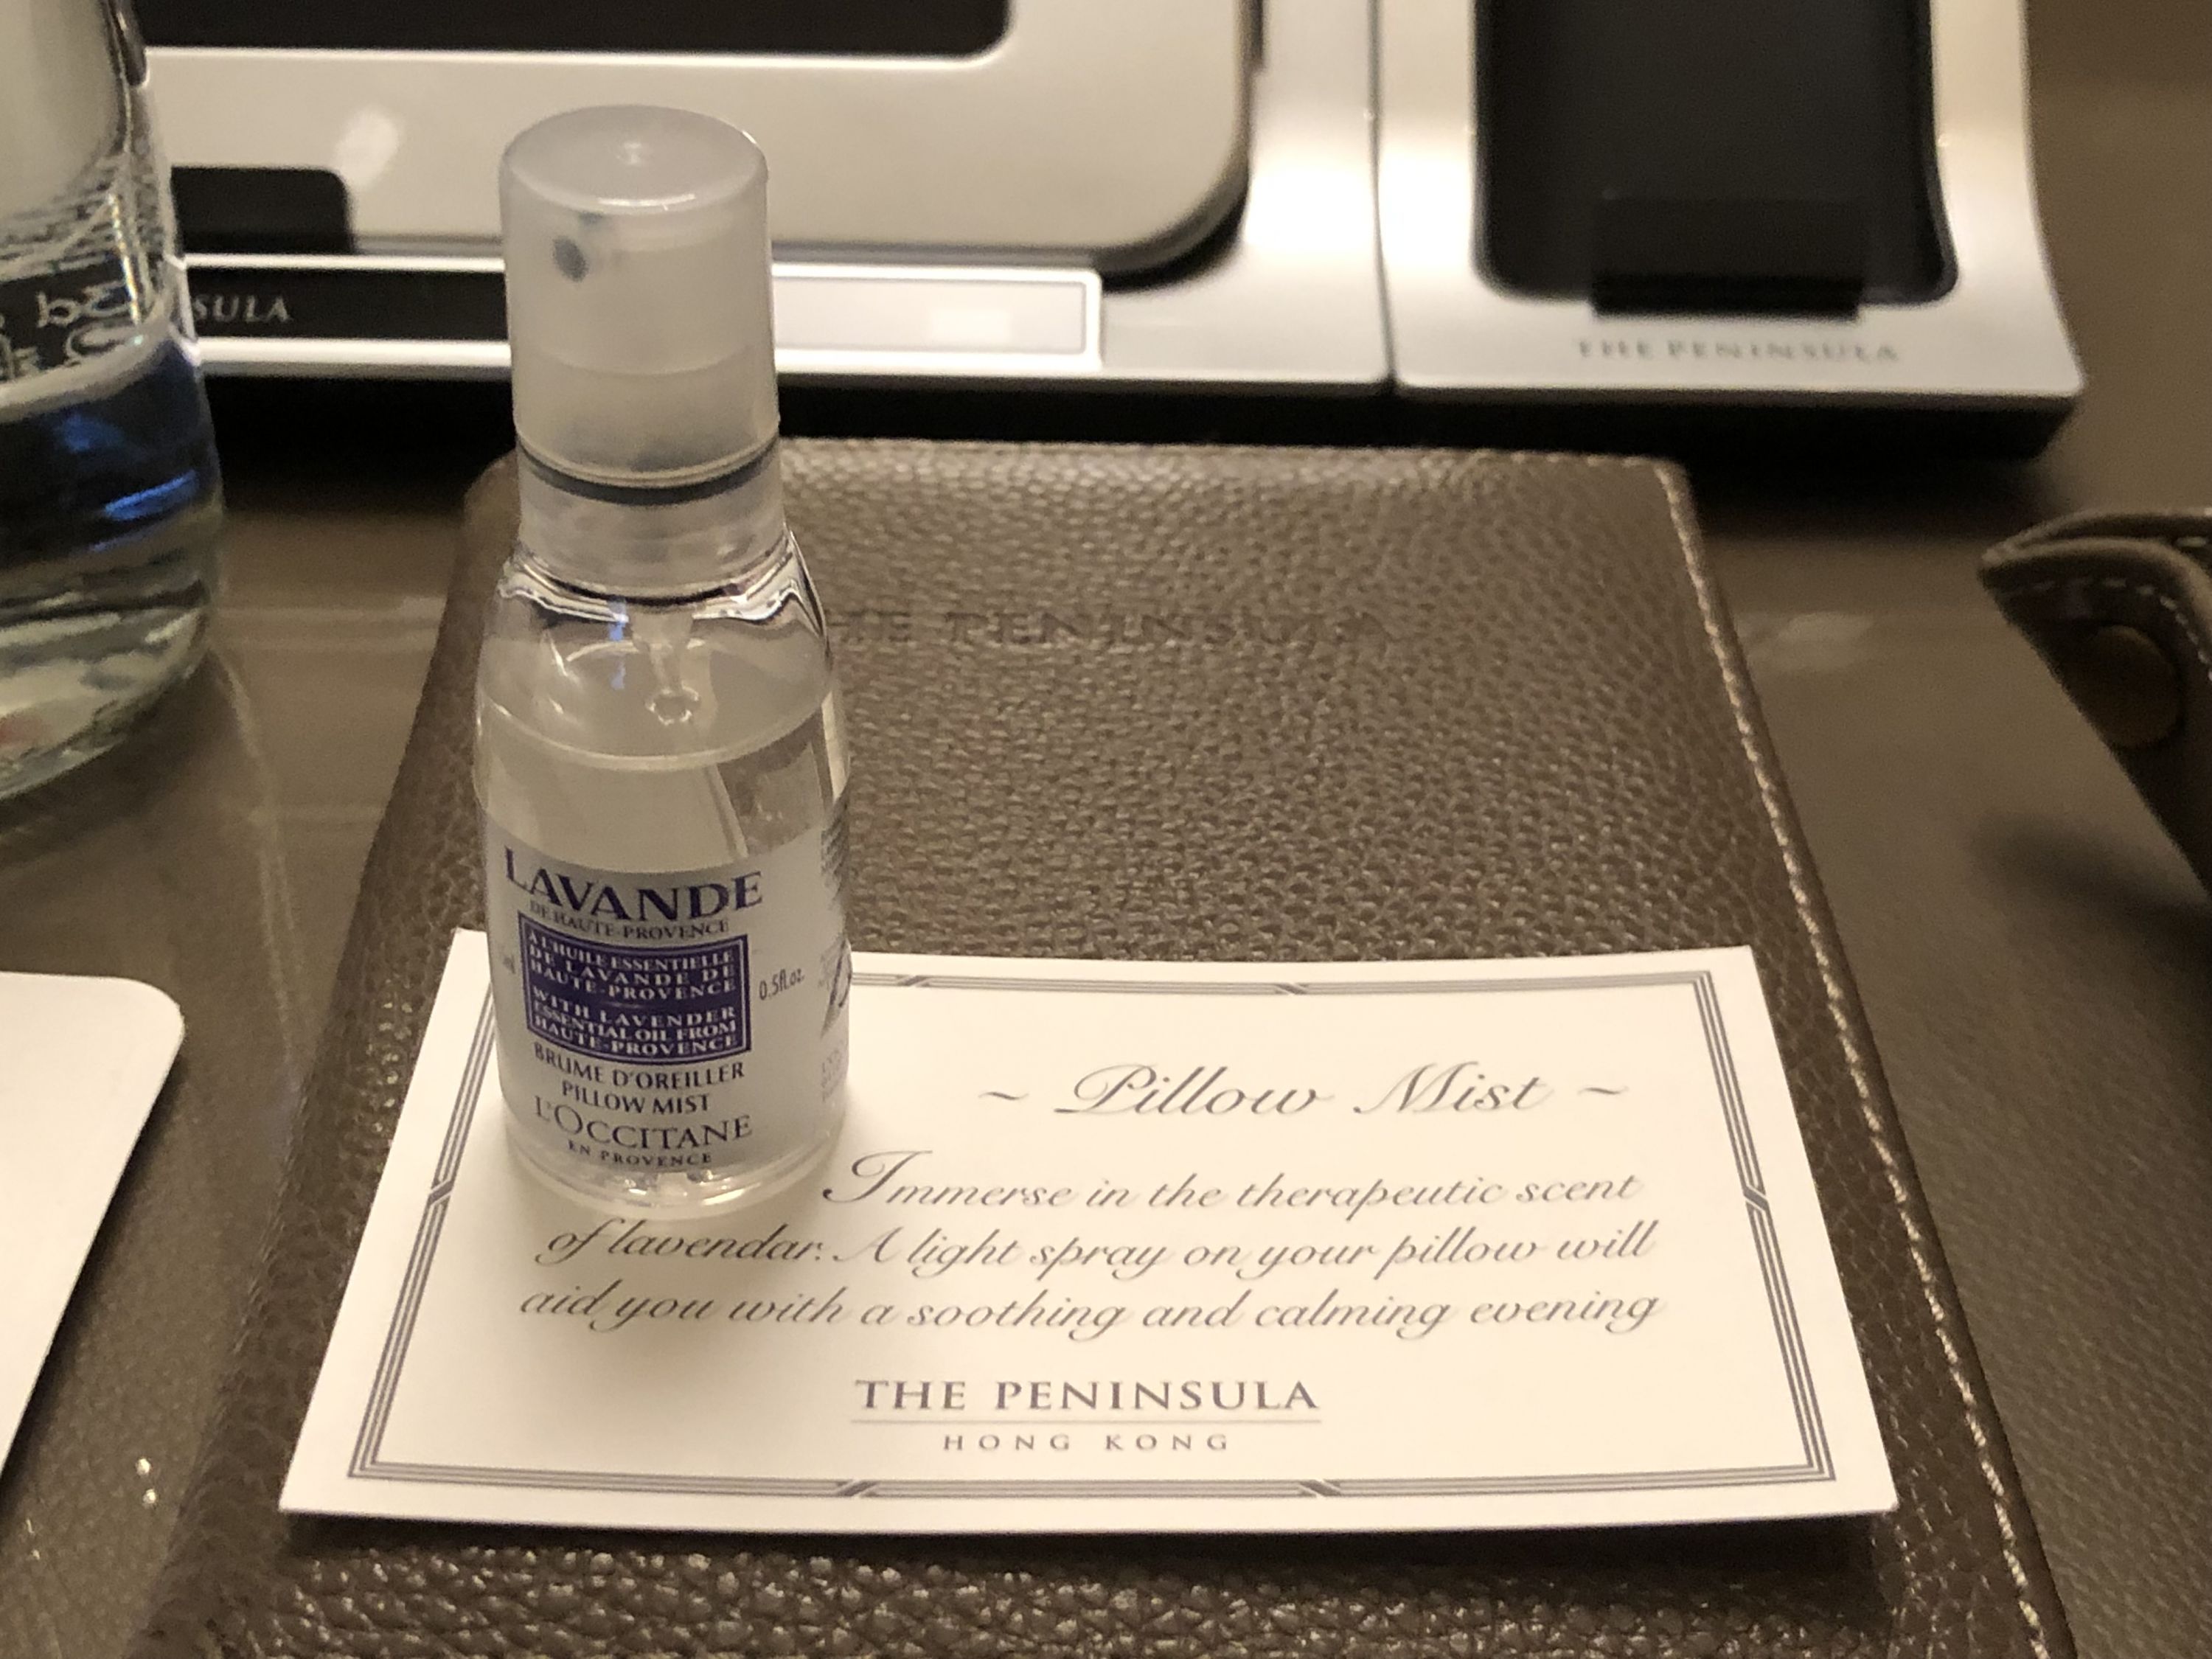 SULA
THE PENINSULA
THE PENINSULA
LAVANDE
DE HAUTE-PROVENCE
À L'HUILE ESSENTIELLE
DE LAVANDE DE
HAUTE-PROVENCE
WITH LAVENDER
ESSENTIAL OIL FROM
HAUTE-PROVENCE
0.5fl.oz.
BRUME D'OREILLER
PILLOW MIST
L'OCCITANE
EN PROVENCE
~ Pillow Mist ~
Immerse in the therapeutic scent
of lavendar. A light spray on your pillow will
aid you with a soothing and calming evening
THE PENINSULA
HONG KONG